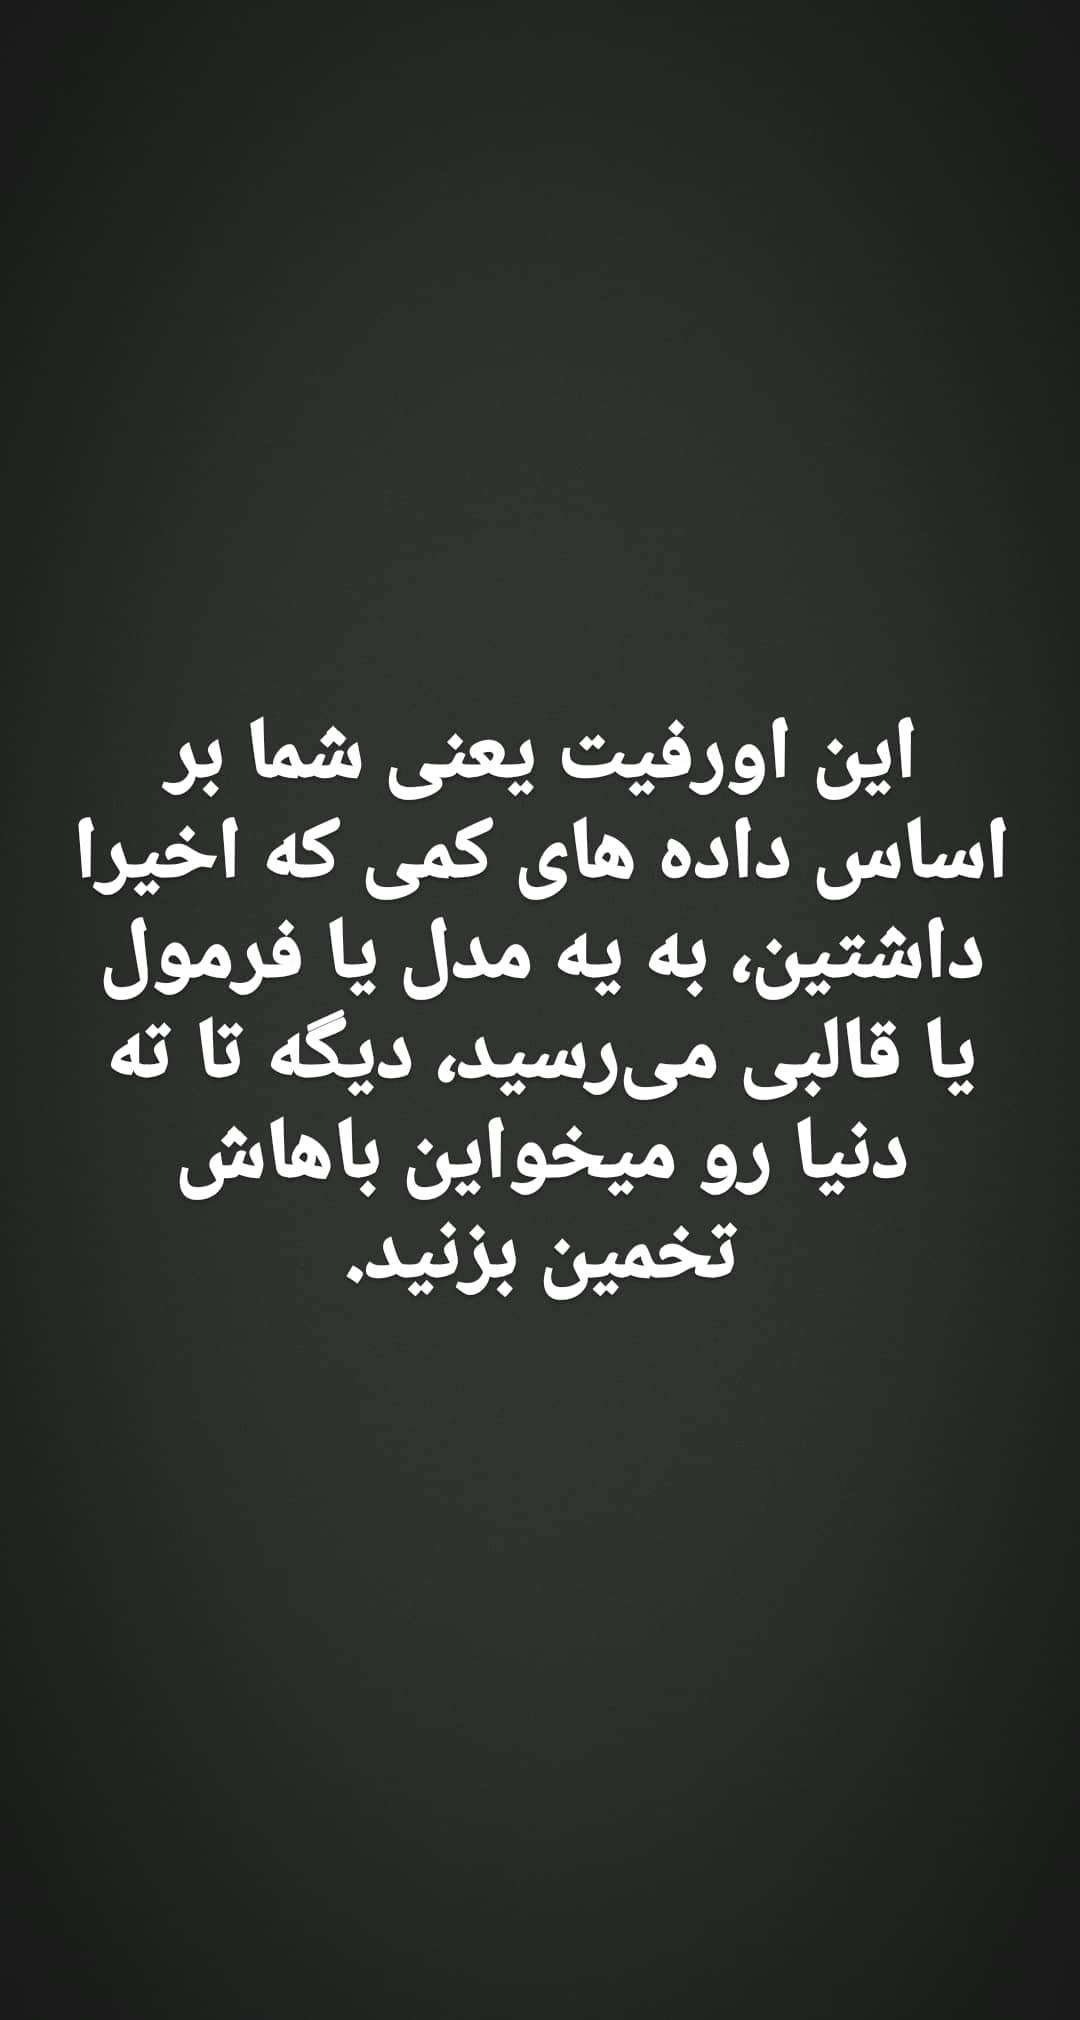 این اورفیت یعنی شما بر
اساس داده های کمی که اخیرا
داشتین، به یه مدل یا فرمول
یا قالبی می‌رسید، دیگه تا ته
دنیا رو میخواین باهاش
تخمین بزنید.